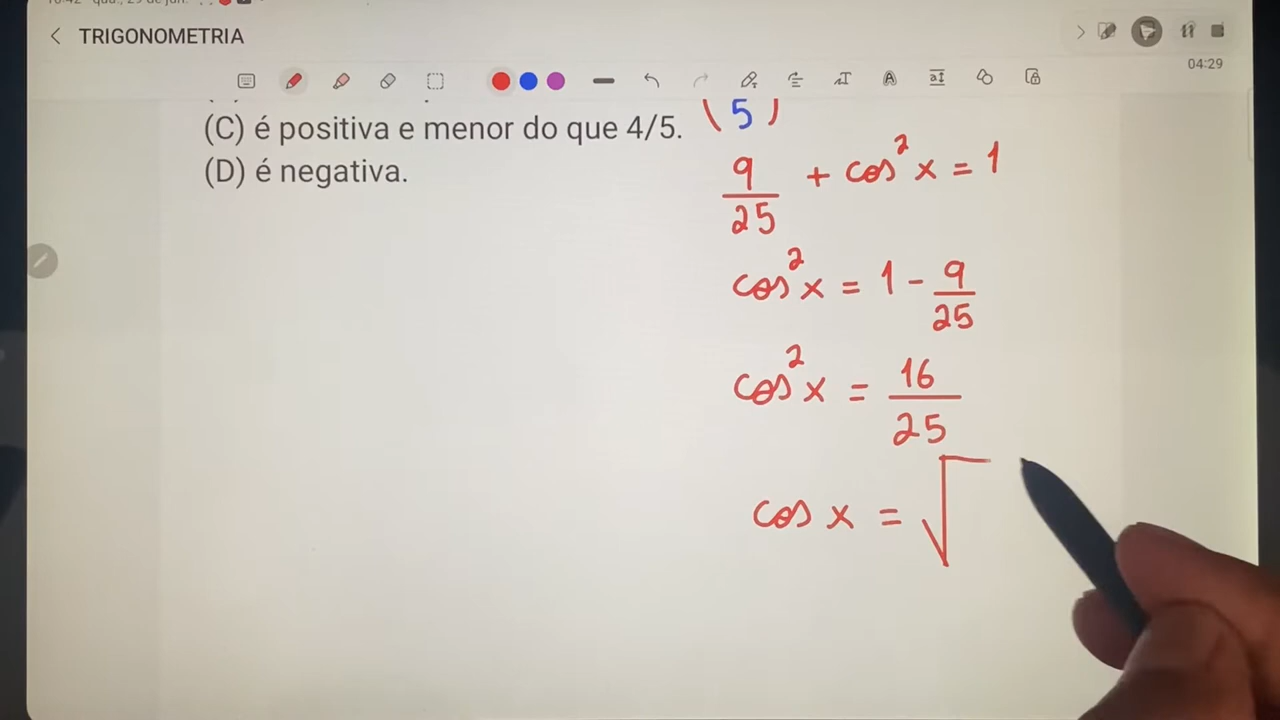 TRIGONOMETRIA
04:29
(C) é positiva e menor do que 4/5.
(D) é negativa.
(5)
9/25 + cos²x = 1
cos²x = 1 - 9/25
cos²x = 16/25
cos x = √